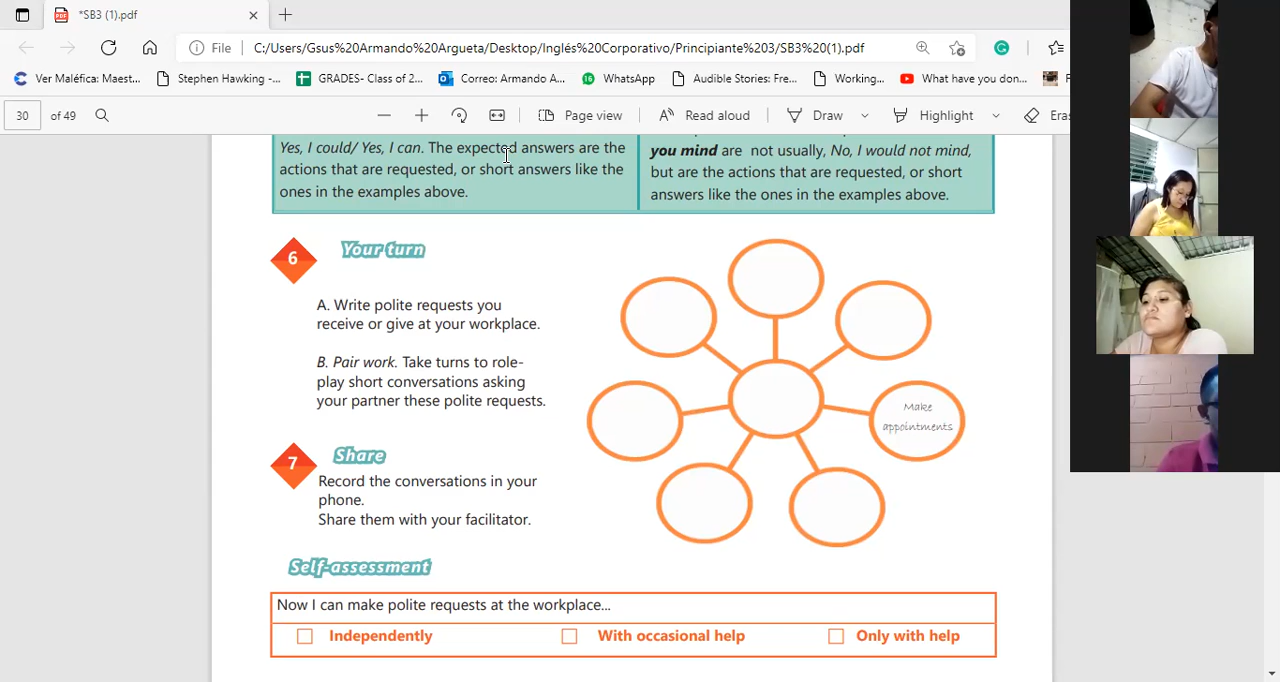 *SB3 (1).pdf
File
C:/Users/Gsus%20Armando%20Argueta/Desktop/Inglés%20Corporativo/Principiante%203/SB3%20(1).pdf
Ver Maléfica: Maest...
Stephen Hawking -...
GRADES- Class of 2...
Correo: Armando A...
WhatsApp
Audible Stories: Fre...
Working...
What have you don...
30 of 49
Page view
Read aloud
Draw
Highlight
Eras
Yes, I could/ Yes, I can. The expected answers are the
actions that are requested, or short answers like the
ones in the examples above.
you mind are not usually, No, I would not mind,
but are the actions that are requested, or short
answers like the ones in the examples above.
6 Your turn
A. Write polite requests you
receive or give at your workplace.
B. Pair work. Take turns to role-
play short conversations asking
your partner these polite requests.
Make
appointments
7 Share
Record the conversations in your
phone.
Share them with your facilitator.
Self-assessment
Now I can make polite requests at the workplace...
Independently
With occasional help
Only with help